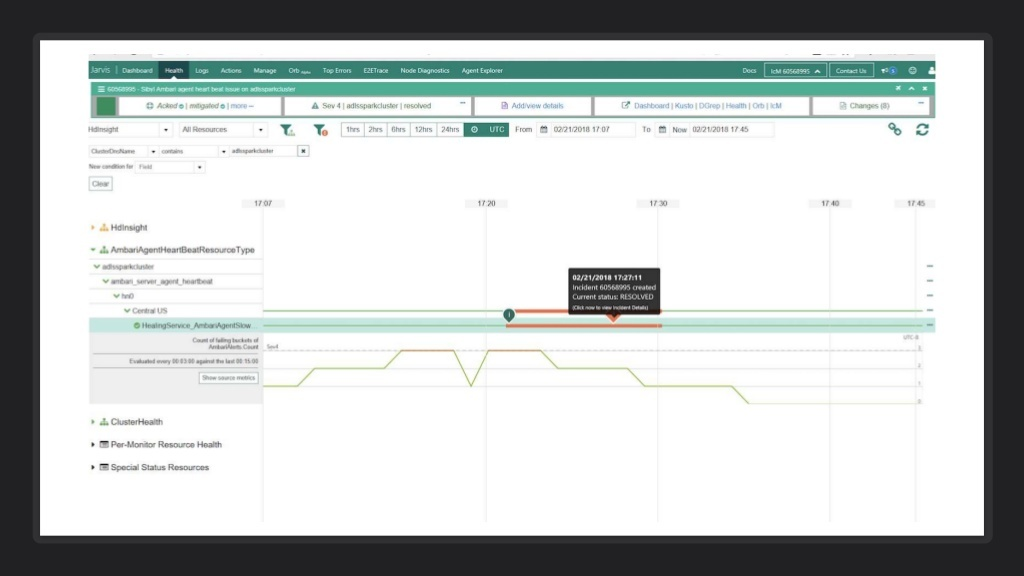 Jarvis | Dashboard Health Logs Actions Manage Orb Top Errors E2ETrace Node Diagnostics Agent Explorer Docs IcM 60568995 Contact Us
60568995 - Sibyl Ambari agent heart beat issue on adlssparkcluster
Acked | mitigated | more Sev 4 | adlssparkcluster | resolved Add/view details Dashboard | Kusto | DGrep | Health | Orb | IcM Changes (8)
HdInsight All Resources 1hrs 2hrs 6hrs 12hrs 24hrs UTC From 02/21/2018 17:07 To Now 02/21/2018 17:45
ClusterDnsName contains adlssparkcluster
New condition for Field
Clear
17:07 17:20 17:30 17:40 17:45
HdInsight
AmbariAgentHeartBeatResourceType
adlssparkcluster
ambari_server_agent_heartbeat
hn0
Central US
HealingService_AmbariAgentSlow...
02/21/2018 17:27:11
Incident 60568995 created
Current status: RESOLVED
(Click now to view Incident Details)
Count of failing buckets of
AmbariAlerts Count
Sev4
Evaluated every 00:03:00 against the last 00:15:00
Show source metrics
3
2
1
0
ClusterHealth
Per-Monitor Resource Health
Special Status Resources